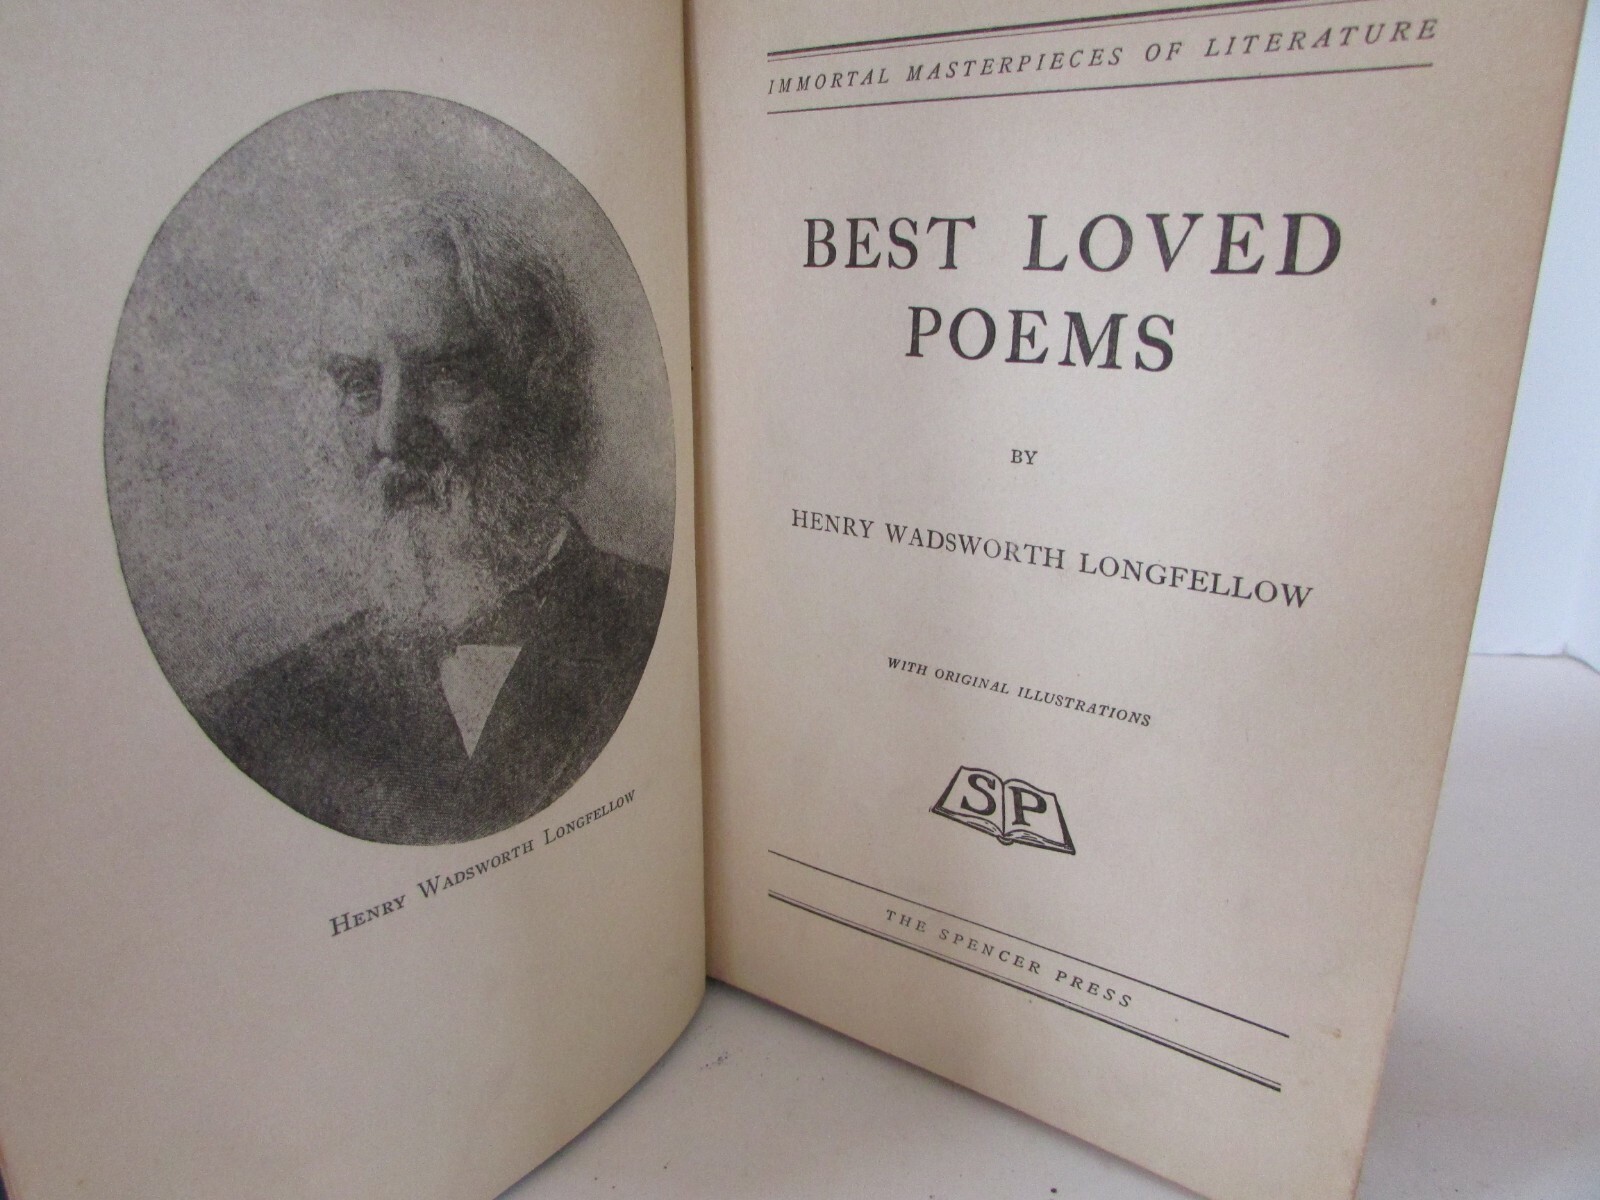 HENRY WADSWORTH LONGFELLOW
IMMORTAL MASTERPIECES OF LITERATURE
BEST LOVED
POEMS
BY
HENRY WADSWORTH LONGFELLOW
WITH ORIGINAL ILLUSTRATIONS
SP
THE SPENCER PRESS